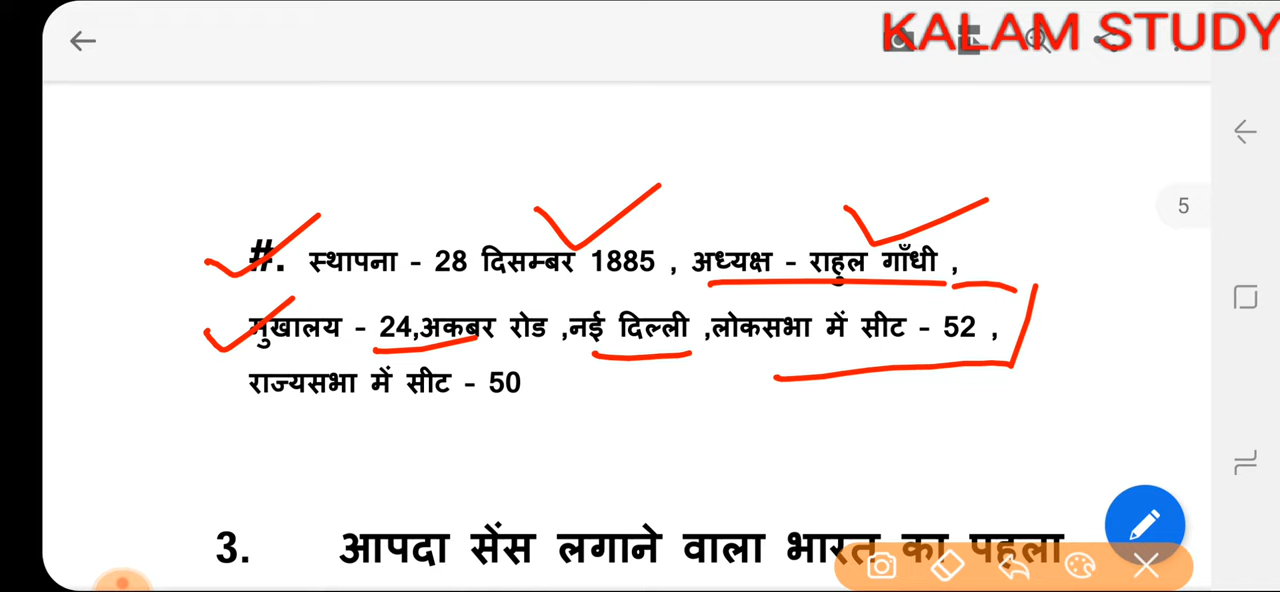 KALAM STUDY
5
#. स्थापना - 28 दिसम्बर 1885 , अध्यक्ष - राहुल गाँधी ,
मुखालय - 24,अकबर रोड ,नई दिल्ली ,लोकसभा में सीट - 52 ,
राज्यसभा में सीट - 50
3. आपदा सेंस लगाने वाला भारत का पहला